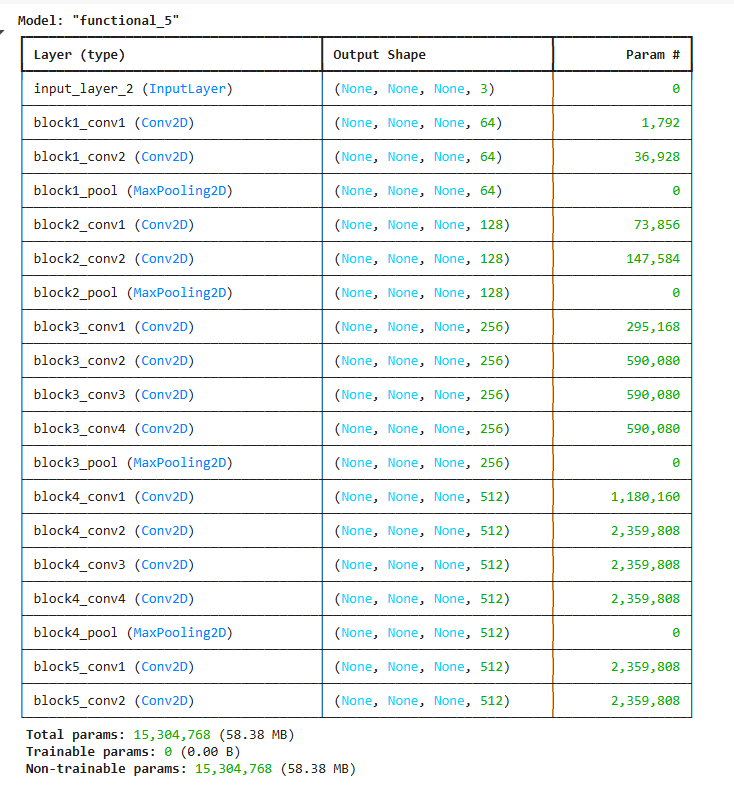 Model: "functional_5"
Layer (type) Output Shape Param #
input_layer_2 (InputLayer) (None, None, None, 3) 0
block1_conv1 (Conv2D) (None, None, None, 64) 1,792
block1_conv2 (Conv2D) (None, None, None, 64) 36,928
block1_pool (MaxPooling2D) (None, None, None, 64) 0
block2_conv1 (Conv2D) (None, None, None, 128) 73,856
block2_conv2 (Conv2D) (None, None, None, 128) 147,584
block2_pool (MaxPooling2D) (None, None, None, 128) 0
block3_conv1 (Conv2D) (None, None, None, 256) 295,168
block3_conv2 (Conv2D) (None, None, None, 256) 590,080
block3_conv3 (Conv2D) (None, None, None, 256) 590,080
block3_conv4 (Conv2D) (None, None, None, 256) 590,080
block3_pool (MaxPooling2D) (None, None, None, 256) 0
block4_conv1 (Conv2D) (None, None, None, 512) 1,180,160
block4_conv2 (Conv2D) (None, None, None, 512) 2,359,808
block4_conv3 (Conv2D) (None, None, None, 512) 2,359,808
block4_conv4 (Conv2D) (None, None, None, 512) 2,359,808
block4_pool (MaxPooling2D) (None, None, None, 512) 0
block5_conv1 (Conv2D) (None, None, None, 512) 2,359,808
block5_conv2 (Conv2D) (None, None, None, 512) 2,359,808
Total params: 15,304,768 (58.38 MB)
Trainable params: 0 (0.00 B)
Non-trainable params: 15,304,768 (58.38 MB)